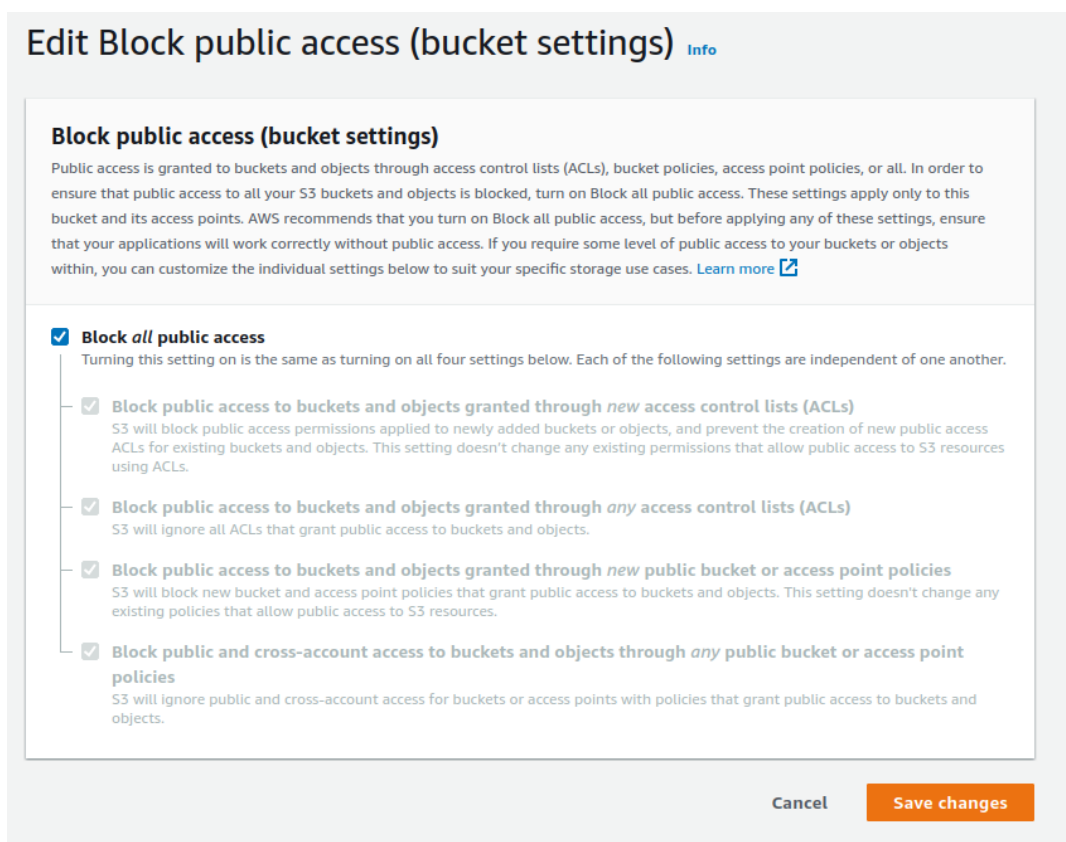 Edit Block public access (bucket settings) Info
Block public access (bucket settings)
Public access is granted to buckets and objects through access control lists (ACLs), bucket policies, access point policies, or all. In order to
ensure that public access to all your S3 buckets and objects is blocked, turn on Block all public access. These settings apply only to this
bucket and its access points. AWS recommends that you turn on Block all public access, but before applying any of these settings, ensure
that your applications will work correctly without public access. If you require some level of public access to your buckets or objects
within, you can customize the individual settings below to suit your specific storage use cases. Learn more
Block all public access
Turning this setting on is the same as turning on all four settings below. Each of the following settings are independent of one another.
Block public access to buckets and objects granted through new access control lists (ACLs)
S3 will block public access permissions applied to newly added buckets or objects, and prevent the creation of new public access
ACLs for existing buckets and objects. This setting doesn't change any existing permissions that allow public access to S3 resources
using ACLs.
Block public access to buckets and objects granted through any access control lists (ACLs)
S3 will ignore all ACLs that grant public access to buckets and objects.
Block public access to buckets and objects granted through new public bucket or access point policies
S3 will block new bucket and access point policies that grant public access to buckets and objects. This setting doesn't change any
existing policies that allow public access to S3 resources.
Block public and cross-account access to buckets and objects through any public bucket or access point
policies
S3 will ignore public and cross-account access for buckets or access points with policies that grant public access to buckets and
objects.
Cancel Save changes